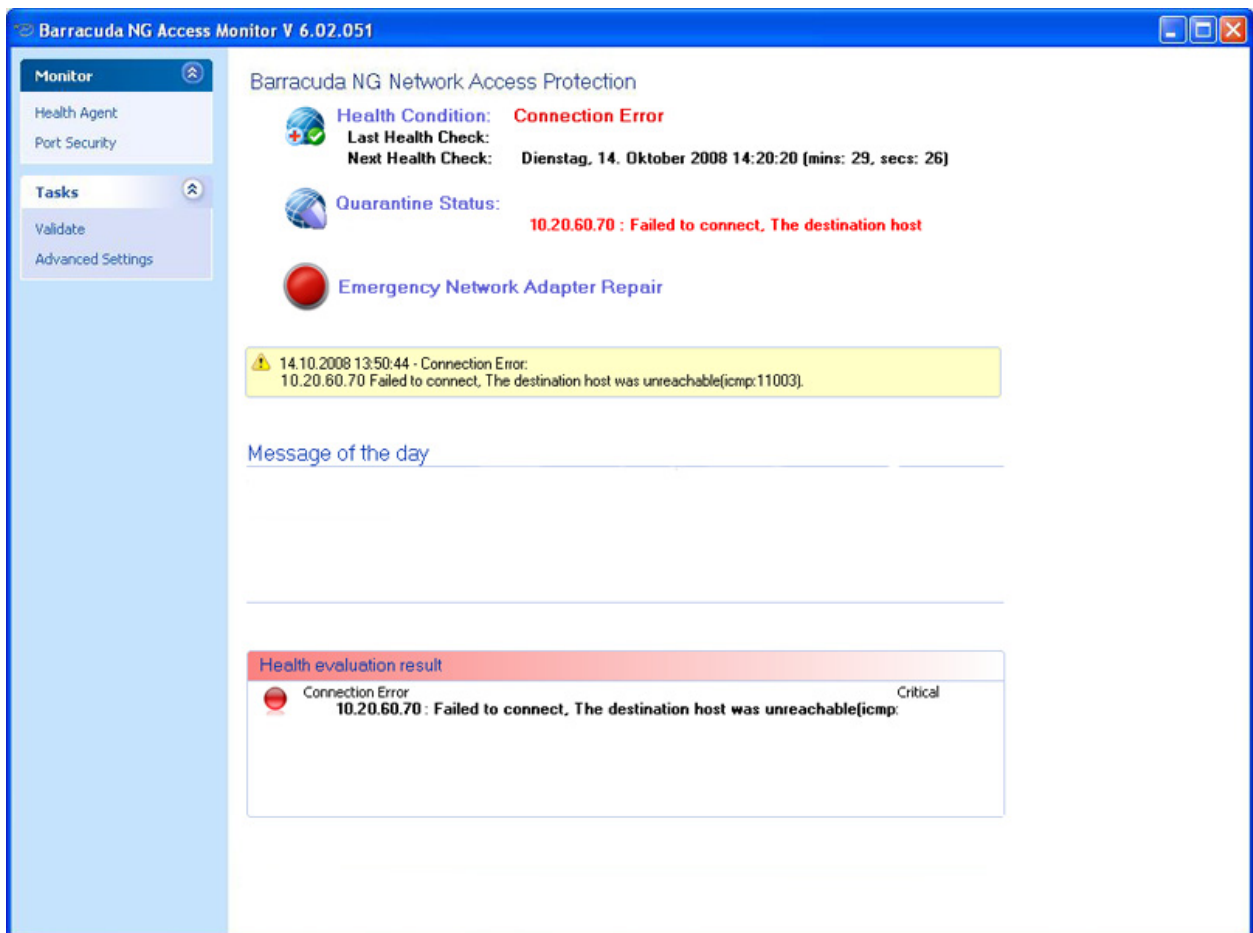 Barracuda NG Access Monitor V 6.02.051
Monitor
Health Agent
Port Security
Tasks
Validate
Advanced Settings
Barracuda NG Network Access Protection
Health Condition: Connection Error
Last Health Check:
Next Health Check: Dienstag, 14. Oktober 2008 14:20:20 (mins: 29, secs: 26)
Quarantine Status:
10.20.60.70 : Failed to connect, The destination host
Emergency Network Adapter Repair
14.10.2008 13:50:44 - Connection Error:
10.20.60.70 Failed to connect, The destination host was unreachable(icmp:11003).
Message of the day
Health evaluation result
Connection Error Critical
10.20.60.70 : Failed to connect, The destination host was unreachable(icmp: